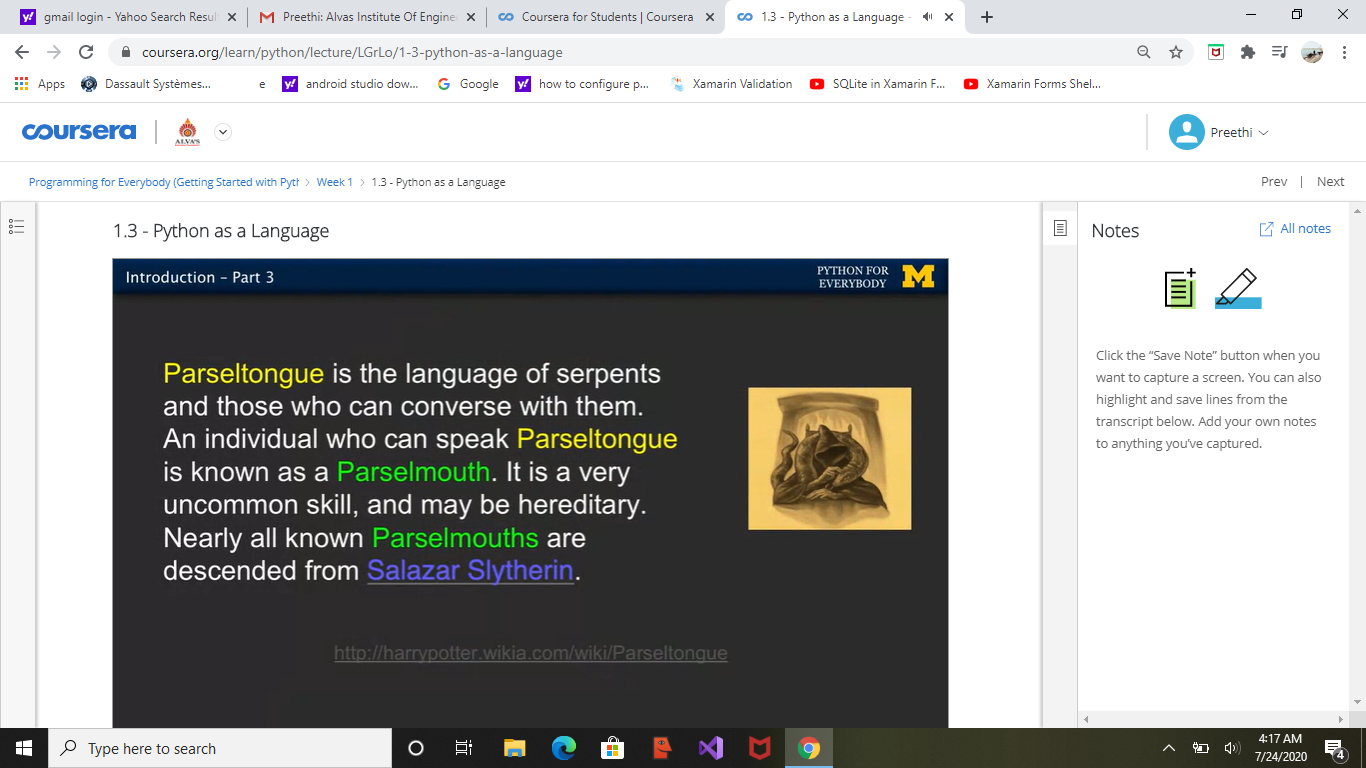 gmail login - Yahoo Search Resul
Preethi: Alvas Institute Of Engine
Coursera for Students | Coursera
1.3 - Python as a Language -
coursera.org/learn/python/lecture/LGrLo/1-3-python-as-a-language
Apps
Dassault Systèmes...
e
android studio dow...
Google
how to configure p...
Xamarin Validation
SQLite in Xamarin F...
Xamarin Forms Shel...
coursera
ALVA'S
Preethi
Programming for Everybody (Getting Started with Pyth
Week 1
1.3 - Python as a Language
Prev | Next
1.3 - Python as a Language
Notes
All notes
Introduction – Part 3
PYTHON FOR
EVERYBODY
M
Parseltongue is the language of serpents
and those who can converse with them.
An individual who can speak Parseltongue
is known as a Parselmouth. It is a very
uncommon skill, and may be hereditary.
Nearly all known Parselmouths are
descended from Salazar Slytherin.
http://harrypotter.wikia.com/wiki/Parseltongue
Click the “Save Note” button when you
want to capture a screen. You can also
highlight and save lines from the
transcript below. Add your own notes
to anything you’ve captured.
Type here to search
4:17 AM
7/24/2020
4